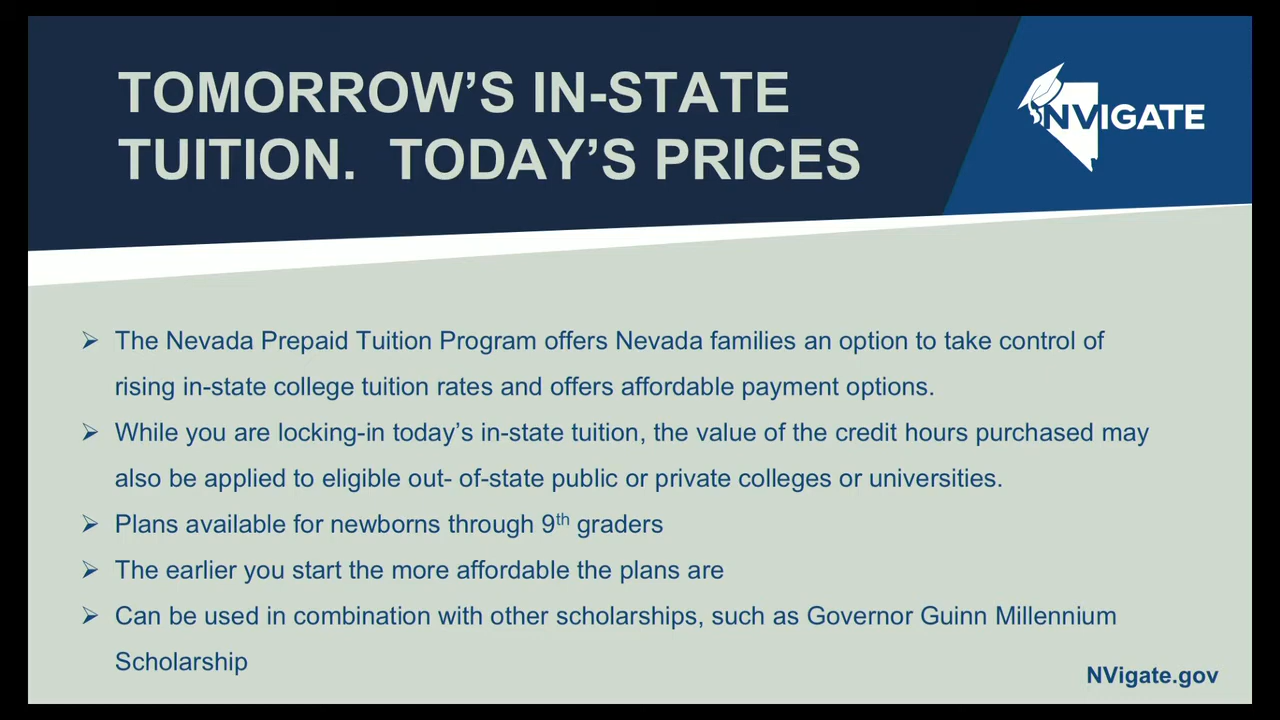 TOMORROW'S IN-STATE
TUITION.  TODAY'S PRICES
NVIGATE
➢ The Nevada Prepaid Tuition Program offers Nevada families an option to take control of
rising in-state college tuition rates and offers affordable payment options.
➢ While you are locking-in today's in-state tuition, the value of the credit hours purchased may
also be applied to eligible out- of-state public or private colleges or universities.
➢ Plans available for newborns through 9th graders
➢ The earlier you start the more affordable the plans are
➢ Can be used in combination with other scholarships, such as Governor Guinn Millennium
Scholarship
NVigate.gov